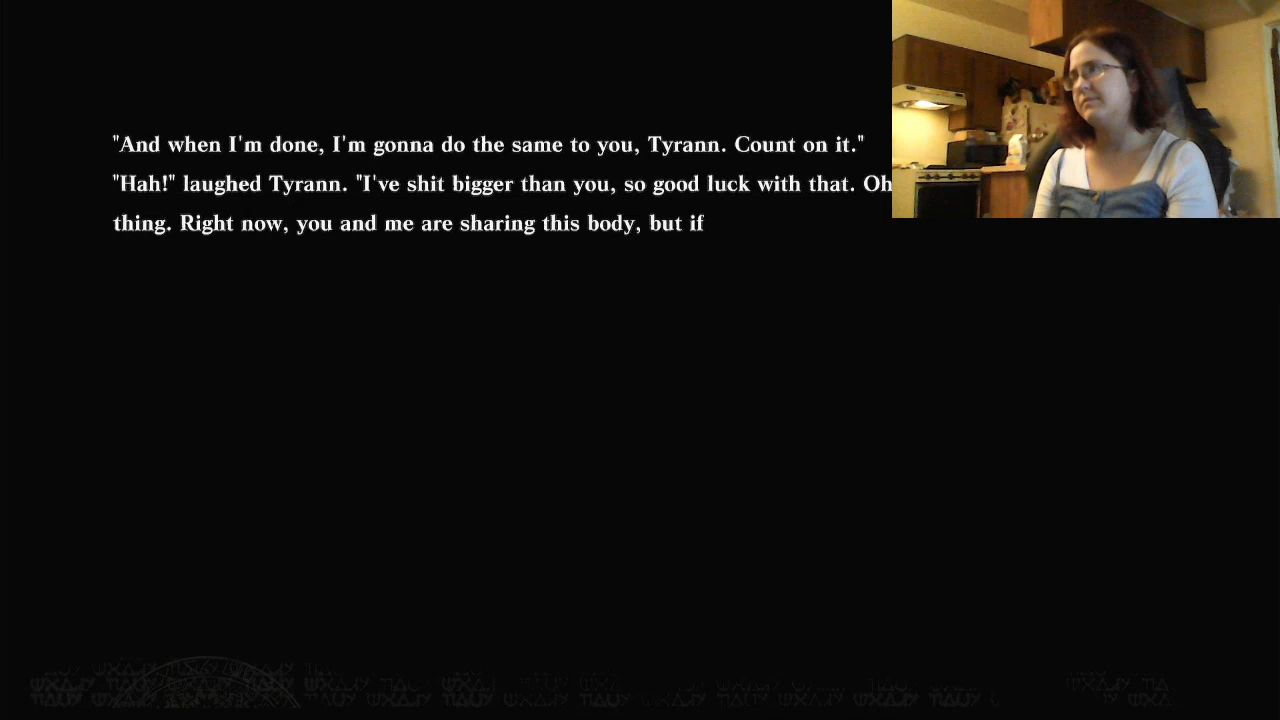 "And when I'm done, I'm gonna do the same to you, Tyrann. Count on it."
"Hah!" laughed Tyrann. "I've shit bigger than you, so good luck with that. Oh
thing. Right now, you and me are sharing this body, but if